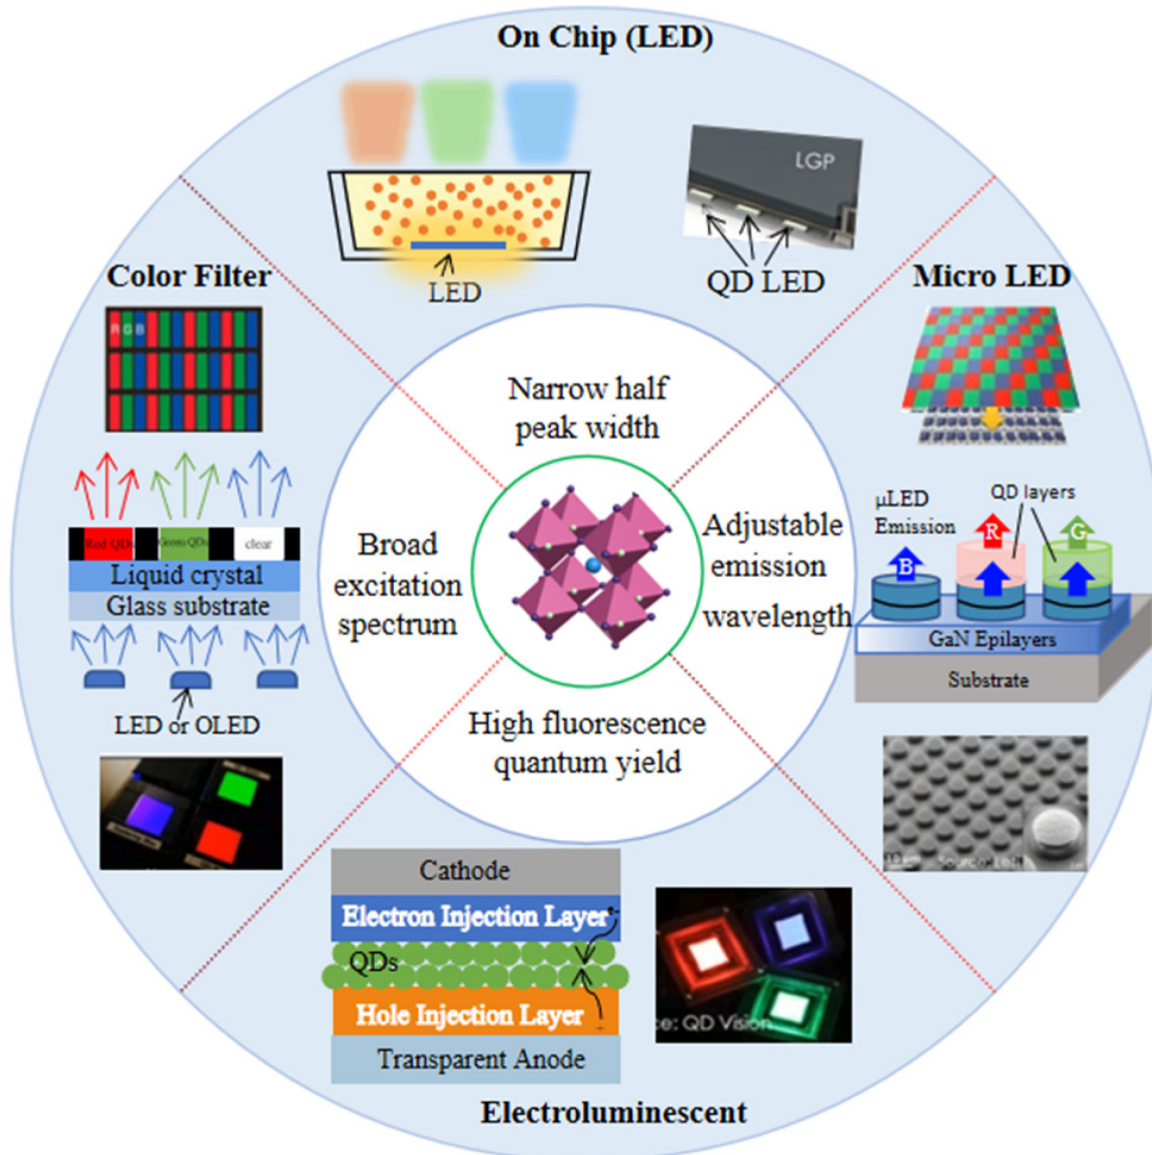 On Chip (LED)
LGP
LED
QD LED
Color Filter
R G B
Red QDs
Green QDs
clear
Liquid crystal
Glass substrate
LED or OLED
Narrow half
peak width
Broad
excitation
spectrum
Adjustable
emission
wavelength
High fluorescence
quantum yield
Micro LED
μLED
Emission
QD layers
B
R
G
GaN Epilayers
Substrate
Source: Leti
Cathode
Electron Injection Layer
QDs
Hole Injection Layer
Transparent Anode
ce: QD Vision
Electroluminescent